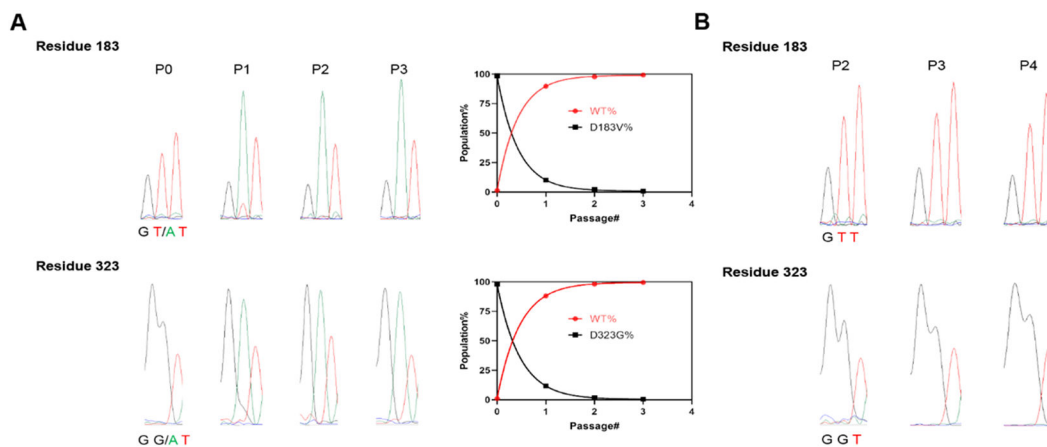 A
B
Residue 183
P0 P1 P2 P3
G T/A T
Population%
100
75
50
25
0
WT%
D183V%
0 1 2 3 4
Passage#
Residue 183
P2 P3 P4
G T T
Residue 323
G G/A T
Population%
100
75
50
25
0
WT%
D323G%
0 1 2 3 4
Passage#
Residue 323
G G T